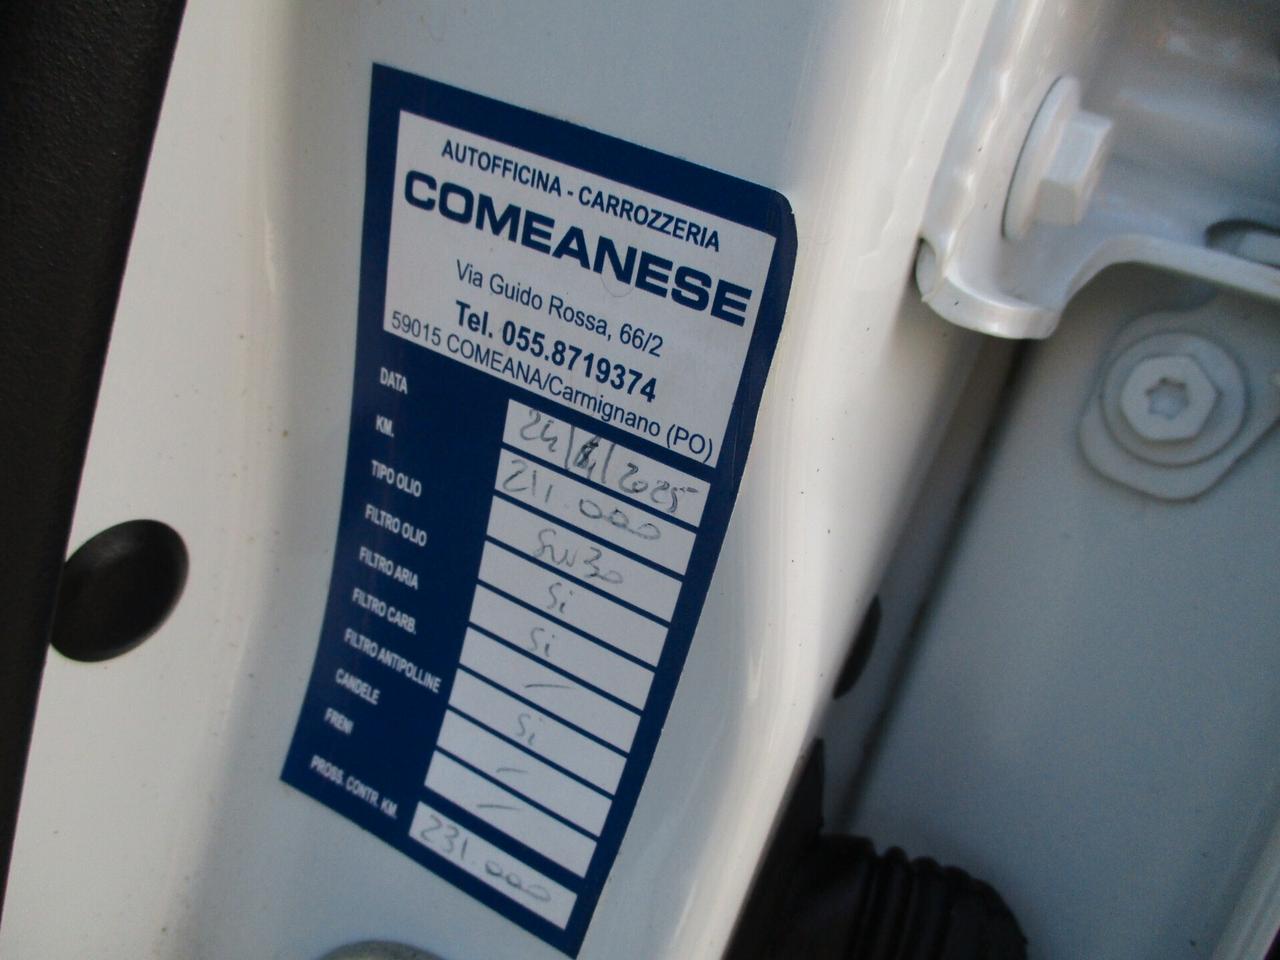 AUTOFFICINA - CARROZZERIA
COMEANESE
Via Guido Rossa, 66/2
Tel. 055.8719374
59015 COMEANA/Carmignano (PO)
DATA 24/ /2025
KM. 211.000
TIPO OLIO 5W30
FILTRO OLIO Si
FILTRO ARIA Si
FILTRO CARB. —
FILTRO ANTIPOLLINE Si
CANDELE —
FRENI —
PROSS. CONTR. KM. 231.000